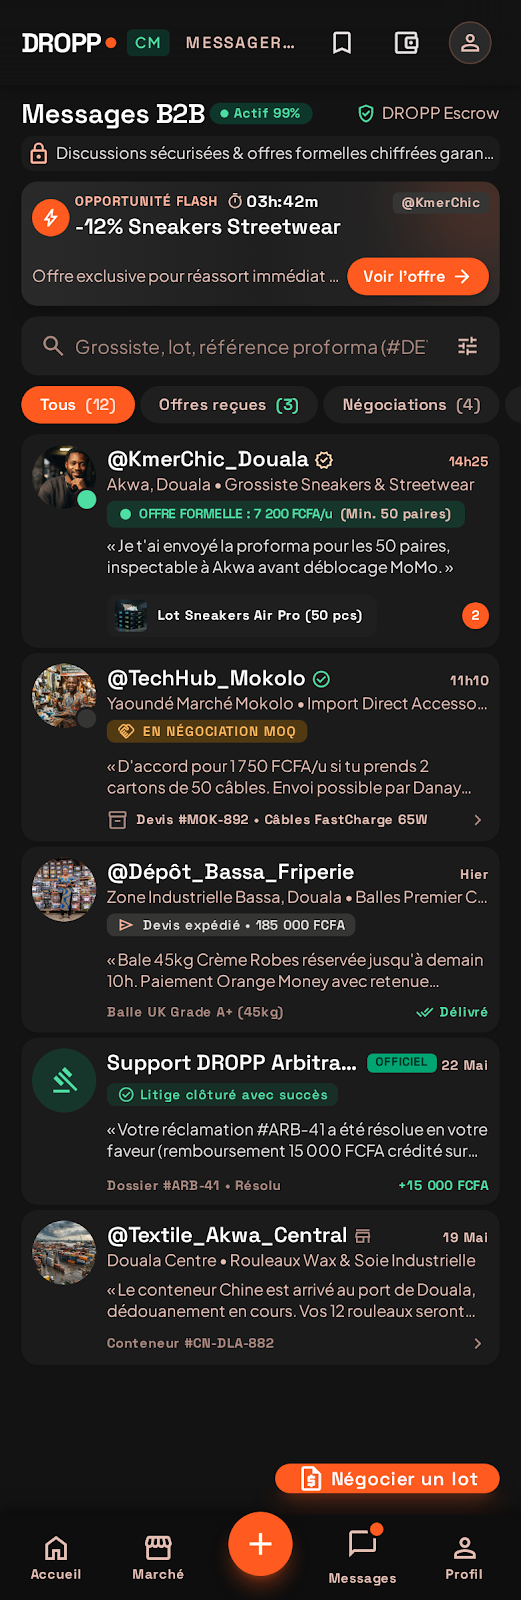 DROPP CM MESSAGER…
Messages B2B Actif 99% DROPP Escrow
Discussions sécurisées & offres formelles chiffrées garan…
OPPORTUNITÉ FLASH 03h:42m @KmerChic
-12% Sneakers Streetwear
Offre exclusive pour réassort immédiat … Voir l'offre
Grossiste, lot, référence proforma (#DE
Tous (12) Offres reçues (3) Négociations (4)
@KmerChic_Douala 14h25
Akwa, Douala • Grossiste Sneakers & Streetwear
OFFRE FORMELLE : 7 200 FCFA/u (Min. 50 paires)
« Je t'ai envoyé la proforma pour les 50 paires,
inspectable à Akwa avant déblocage MoMo. »
Lot Sneakers Air Pro (50 pcs) 2
@TechHub_Mokolo 11h10
Yaoundé Marché Mokolo • Import Direct Accesso…
EN NÉGOCIATION MOQ
« D'accord pour 1 750 FCFA/u si tu prends 2
cartons de 50 câbles. Envoi possible par Danay…
Devis #MOK-892 • Câbles FastCharge 65W
@Dépôt_Bassa_Friperie Hier
Zone Industrielle Bassa, Douala • Balles Premier C…
Devis expédié • 185 000 FCFA
« Bale 45kg Crème Robes réservée jusqu'à demain
10h. Paiement Orange Money avec retenue…
Balle UK Grade A+ (45kg) Délivré
Support DROPP Arbitra… OFFICIEL 22 Mai
Litige clôturé avec succès
« Votre réclamation #ARB-41 a été résolue en votre
faveur (remboursement 15 000 FCFA crédité sur…
Dossier #ARB-41 • Résolu +15 000 FCFA
@Textile_Akwa_Central 19 Mai
Douala Centre • Rouleaux Wax & Soie Industrielle
« Le conteneur Chine est arrivé au port de Douala,
dédouanement en cours. Vos 12 rouleaux seront…
Conteneur #CN-DLA-882
Négocier un lot
Accueil Marché Messages Profil